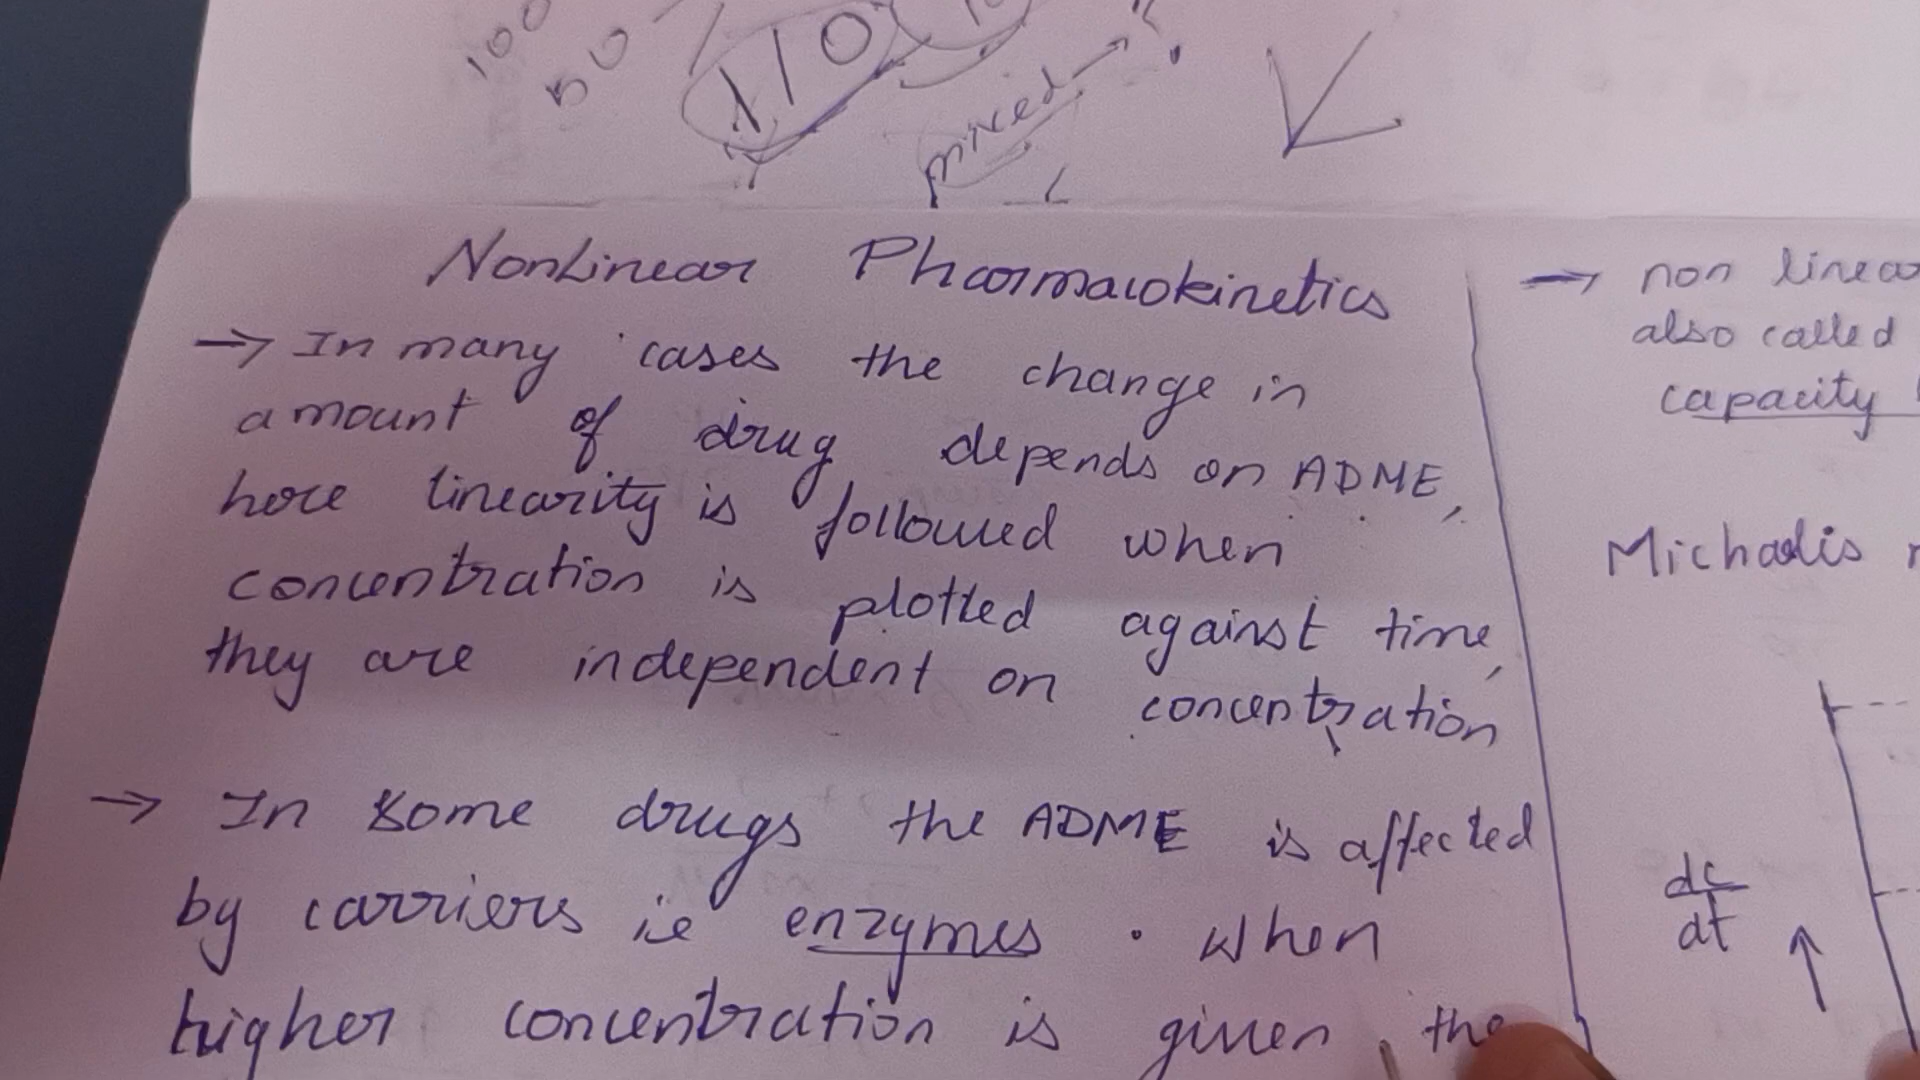 100
50
110
mixed
NonLinear Pharmacokinetics
→ In many cases the change in
amount of drug depends on ADME,
here linearity is followed when
concentration is plotted against time,
they are independent on concentration
→ In some drugs the ADME is affected
by carriers ie enzymes. when
higher concentration is given, the
→ non linear
also called
capacity
Michaelis
dc
dt
↑